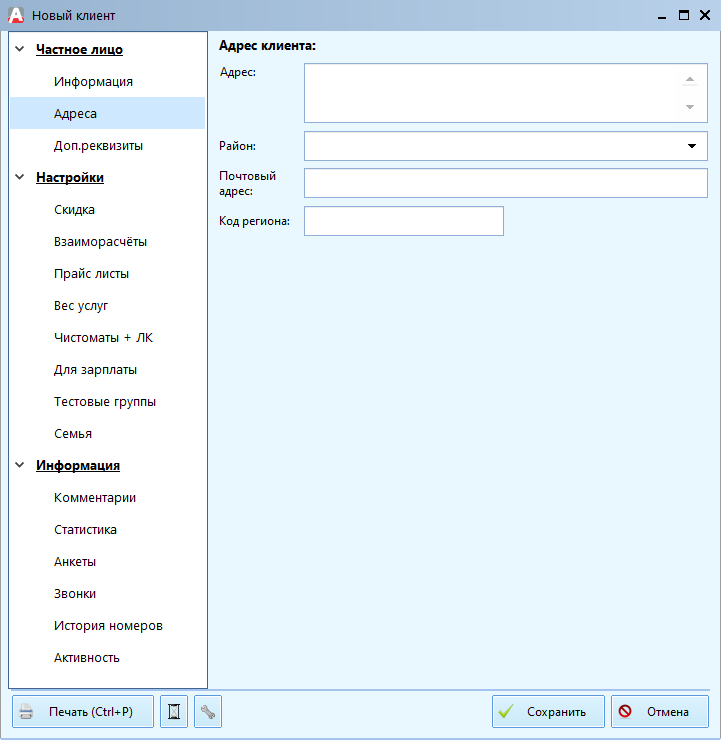 Новый клиент
Частное лицо
Информация
Адреса
Доп.реквизиты
Настройки
Скидка
Взаиморасчёты
Прайс листы
Вес услуг
Чистоматы + ЛК
Для зарплаты
Тестовые группы
Семья
Информация
Комментарии
Статистика
Анкеты
Звонки
История номеров
Активность
Адрес клиента:
Адрес:
Район:
Почтовый
адрес:
Код региона:
Печать (Ctrl+P)
Сохранить
Отмена